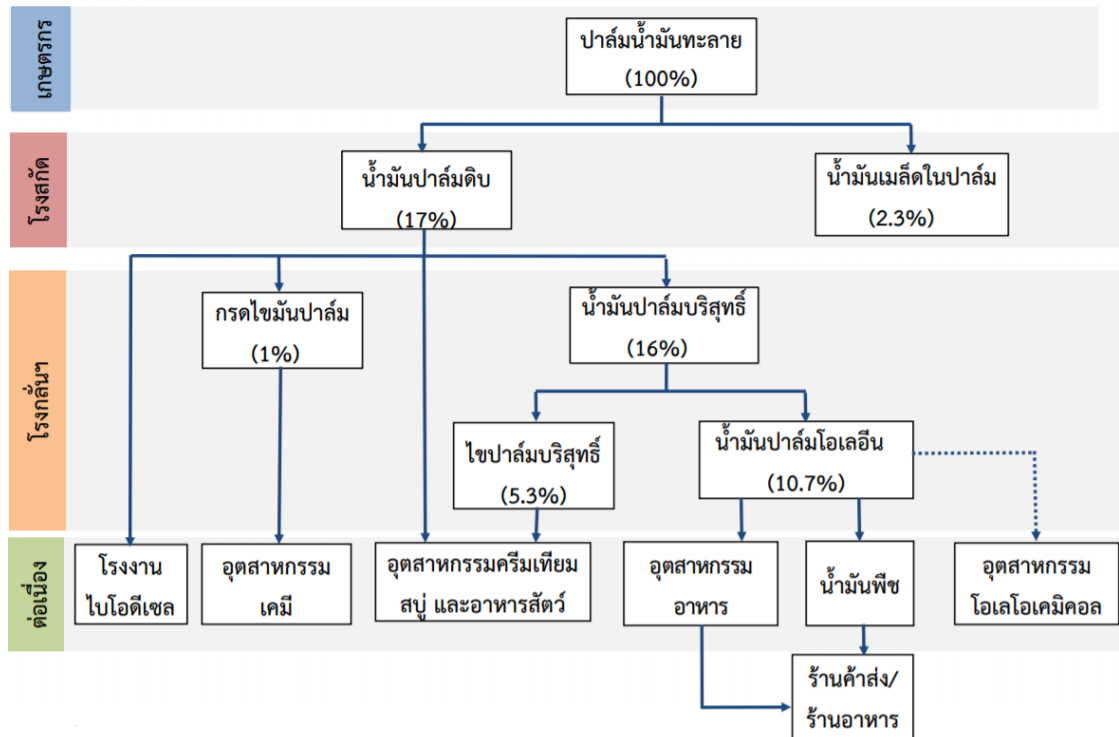 เกษตรกร
ปาล์มน้ำมันทะลาย
(100%)
โรงสกัด
น้ำมันปาล์มดิบ
(17%)
น้ำมันเมล็ดในปาล์ม
(2.3%)
โรงกลั่นฯ
กรดไขมันปาล์ม
(1%)
น้ำมันปาล์มบริสุทธิ์
(16%)
ไขปาล์มบริสุทธิ์
(5.3%)
น้ำมันปาล์มโอเลอีน
(10.7%)
ต่อเนื่อง
โรงงาน
ไบโอดีเซล
อุตสาหกรรม
เคมี
อุตสาหกรรมครีมเทียม
สบู่ และอาหารสัตว์
อุตสาหกรรม
อาหาร
น้ำมันพืช
อุตสาหกรรม
โอเลโอเคมิคอล
ร้านค้าส่ง/
ร้านอาหาร